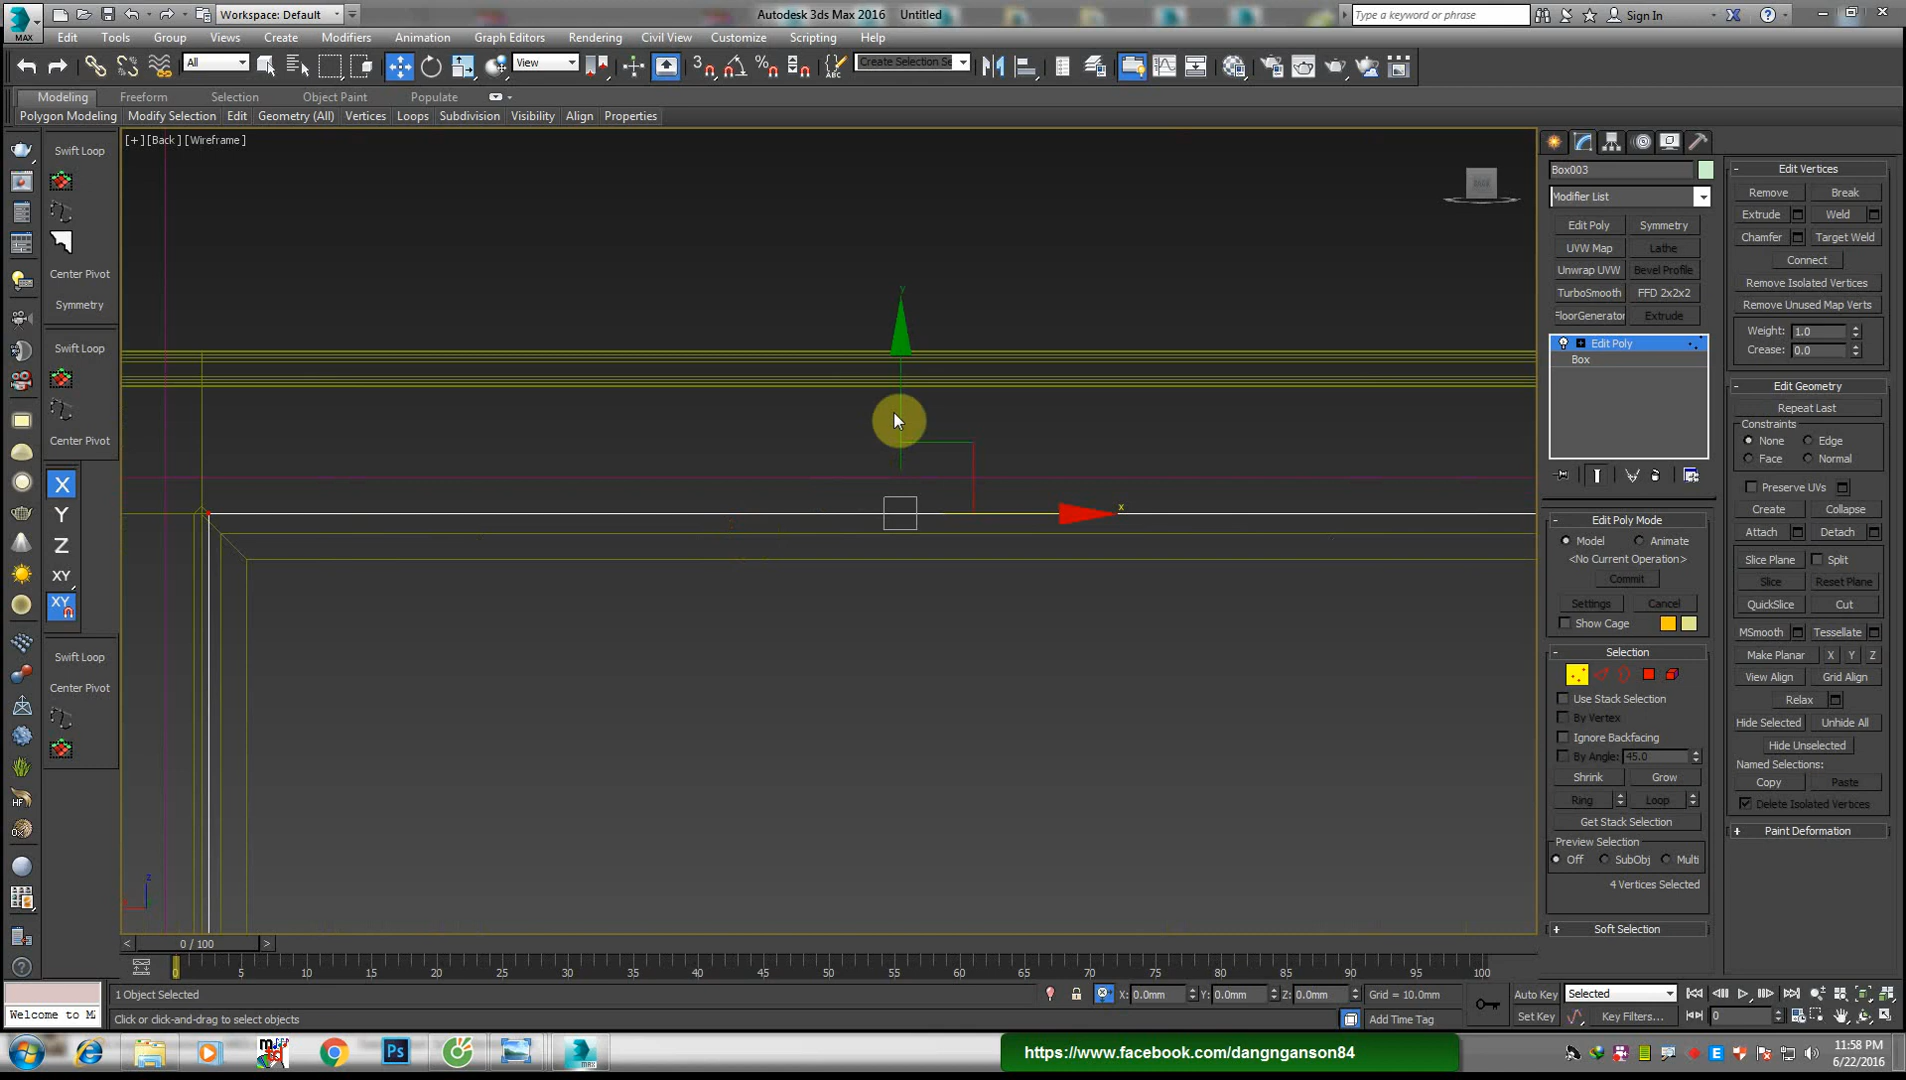 MAX
Workspace: Default
Autodesk 3ds Max 2016    Untitled
Type a keyword or phrase
Sign In
Edit Tools Group Views Create Modifiers Animation Graph Editors Rendering Civil View Customize Scripting Help
All
View
Create Selection Se
Modeling Freeform Selection Object Paint Populate
Polygon Modeling Modify Selection Edit Geometry (All) Vertices Loops Subdivision Visibility Align Properties
[+] [Back ] [Wireframe ]
Swift Loop
Center Pivot
Symmetry
Swift Loop
Center Pivot
X
Y
Z
XY
XY
Swift Loop
Center Pivot
y
x
z
Box003
Modifier List
Edit Poly Symmetry
UVW Map Lathe
Unwrap UVW Bevel Profile
TurboSmooth FFD 2x2x2
FloorGenerator Extrude
Edit Poly
Box
- Edit Poly Mode
Model Animate
<No Current Operation>
Commit
Settings Cancel
Show Cage
- Selection
Use Stack Selection
By Vertex
Ignore Backfacing
By Angle: 45.0
Shrink Grow
Ring Loop
Get Stack Selection
Preview Selection
Off SubObj Multi
4 Vertices Selected
+ Soft Selection
- Edit Vertices
Remove Break
Extrude Weld
Chamfer Target Weld
Connect
Remove Isolated Vertices
Remove Unused Map Verts
Weight: 1.0
Crease: 0.0
- Edit Geometry
Repeat Last
Constraints
None Edge
Face Normal
Preserve UVs
Create Collapse
Attach Detach
Slice Plane Split
Slice Reset Plane
QuickSlice Cut
MSmooth Tessellate
Make Planar X Y Z
View Align Grid Align
Relax
Hide Selected Unhide All
Hide Unselected
Named Selections:
Copy Paste
Delete Isolated Vertices
+ Paint Deformation
< 0 / 100 >
0 5 10 15 20 25 30 35 40 45 50 55 60 65 70 75 80 85 90 95 100
1 Object Selected
X: 0.0mm Y: 0.0mm Z: 0.0mm Grid = 10.0mm
Auto Key Selected
Welcome to M
Click or click-and-drag to select objects
Add Time Tag
Set Key Key Filters... 0
Ps
MAX
https://www.facebook.com/dangnganson84
11:58 PM
6/22/2016